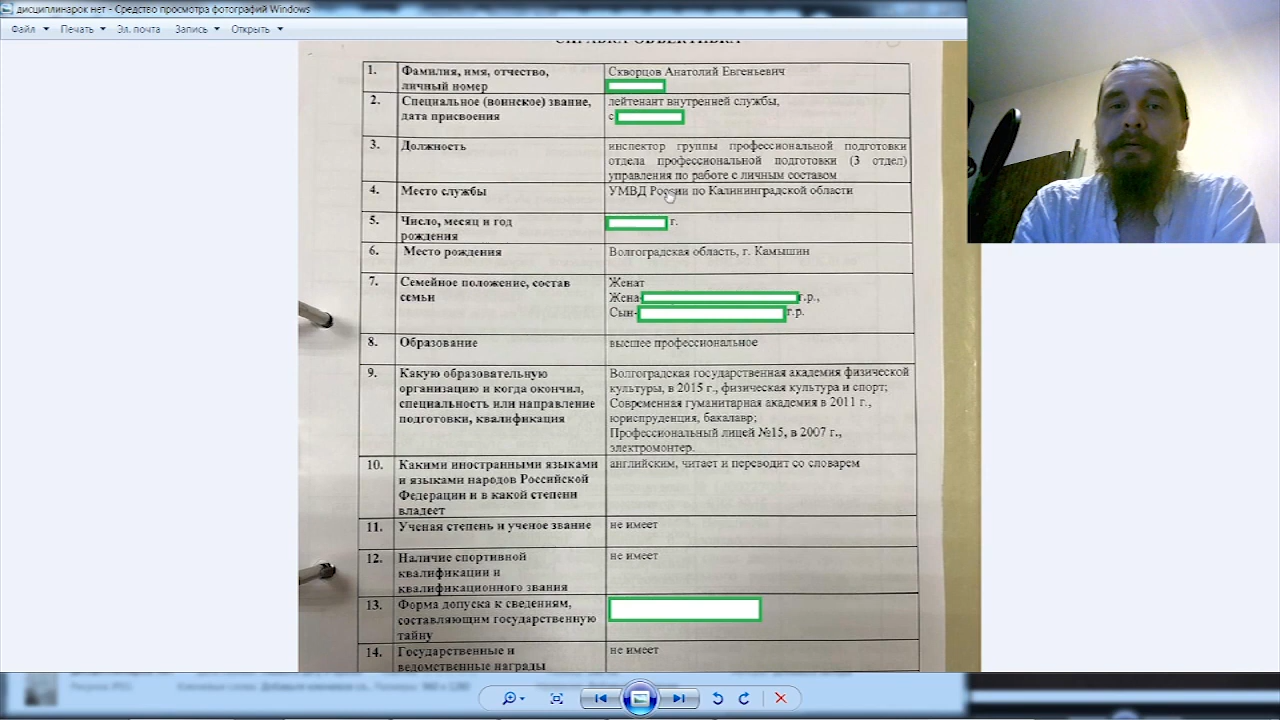 дисциплинарок нет - Средство просмотра фотографий Windows
Файл Печать Эл. почта Запись Открыть
СПРАВКА ОБЪЕКТИВКА
1. Фамилия, имя, отчество, личный номер
Скворцов Анатолий Евгеньевич
2. Специальное (воинское) звание, дата присвоения
лейтенант внутренней службы,
с
3. Должность
инспектор группы профессиональной подготовки
отдела профессиональной подготовки (3 отдел)
управления по работе с личным составом
4. Место службы
УМВД России по Калининградской области
5. Число, месяц и год
рождения
г.
6. Место рождения
Волгоградская область, г. Камышин
7. Семейное положение, состав
семьи
Женат
Жена- г.р.,
Сын- г.р.
8. Образование
высшее профессиональное
9. Какую образовательную
организацию и когда окончил,
специальность или направление
подготовки, квалификация
Волгоградская государственная академия физической
культуры, в 2015 г., физическая культура и спорт;
Современная гуманитарная академия в 2011 г.,
юриспруденция, бакалавр;
Профессиональный лицей №15, в 2007 г.,
электромонтер.
10. Какими иностранными языками
и языками народов Российской
Федерации и в какой степени
владеет
английским, читает и переводит со словарем
11. Ученая степень и ученое звание
не имеет
12. Наличие спортивной
квалификации и
квалификационного звания
не имеет
13. Форма допуска к сведениям,
составляющим государственную
тайну
14. Государственные и
ведомственные награды
не имеет